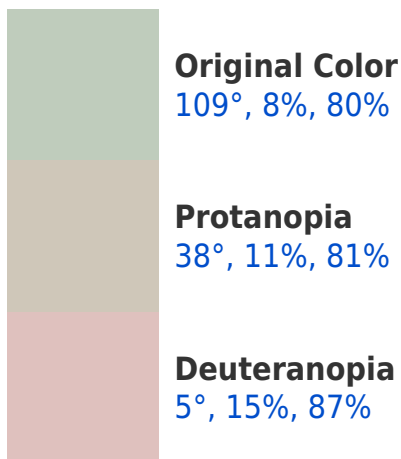 Original Color
109°, 8%, 80%
Protanopia
38°, 11%, 81%
Deuteranopia
5°, 15%, 87%